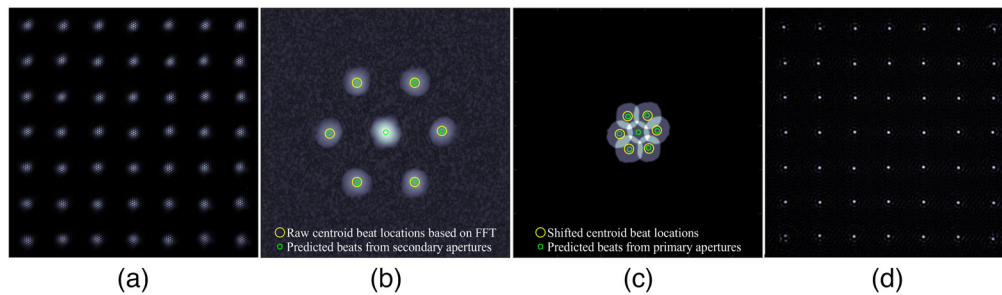 Raw centroid beat locations based on FFT
Predicted beats from secondary apertures
Shifted centroid beat locations
Predicted beats from primary apertures
(a)
(b)
(c)
(d)